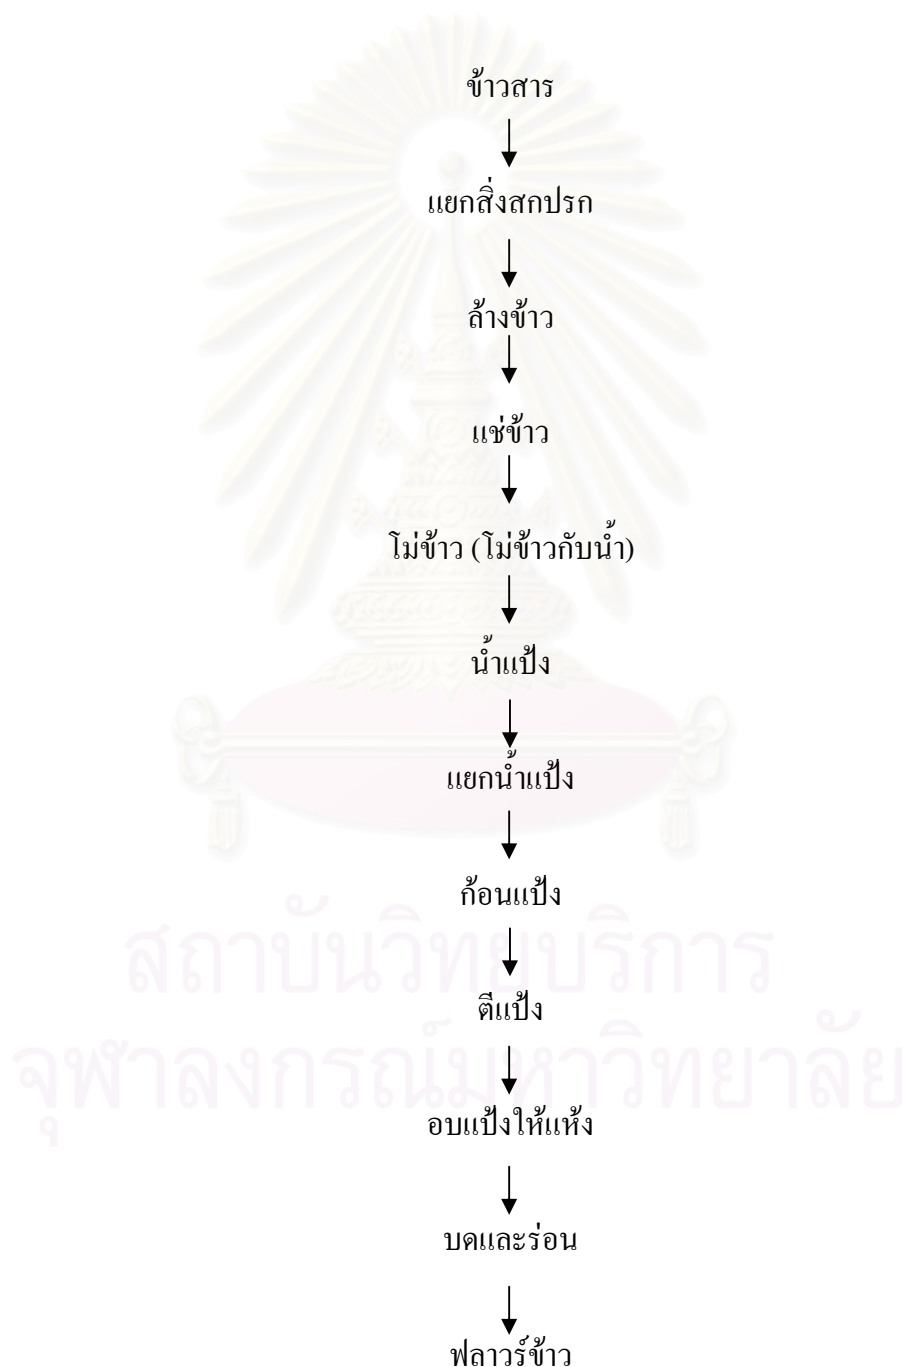 ข้าวสาร
แยกสิ่งสกปรก
ล้างข้าว
แช่ข้าว
โม่ข้าว (โม่ข้าวกับน้ำ)
น้ำแป้ง
แยกน้ำแป้ง
ก้อนแป้ง
สถาบันวิทยบริการ
ตีแป้ง
จุฬาลงกรณ์มหาวิทยาลัย
อบแป้งให้แห้ง
บดและร่อน
ฟลาวร์ข้าว